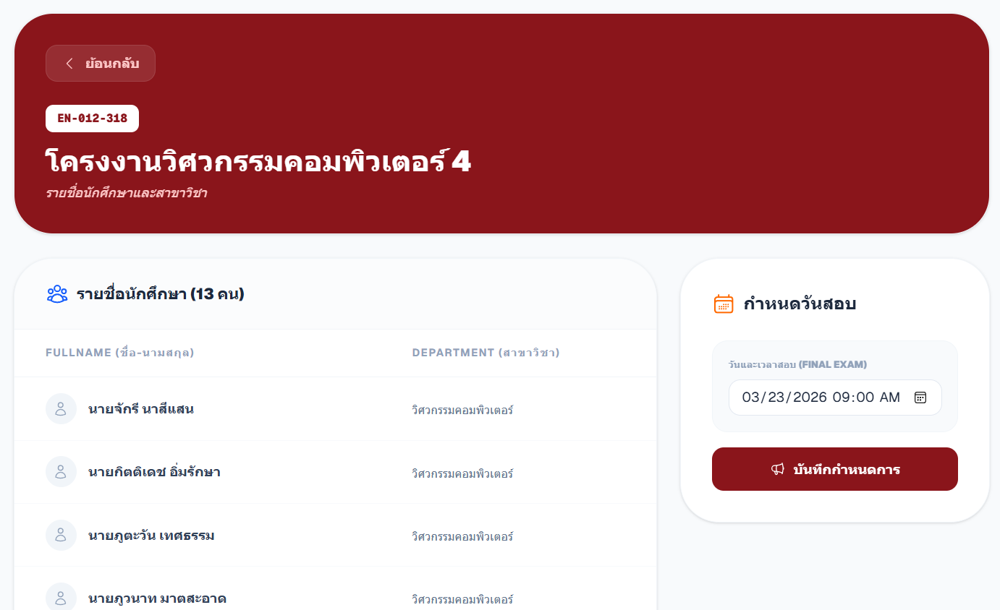 ย้อนกลับ
EN-012-318
โครงงานวิศวกรรมคอมพิวเตอร์ 4
รายชื่อนักศึกษาและสาขาวิชา
รายชื่อนักศึกษา (13 คน)
FULLNAME (ชื่อ-นามสกุล) DEPARTMENT (สาขาวิชา)
นายจักรี นาสีแสน วิศวกรรมคอมพิวเตอร์
นายกิตติเดช อิ่มรักษา วิศวกรรมคอมพิวเตอร์
นายภูตะวัน เทศธรรม วิศวกรรมคอมพิวเตอร์
นายภูวนาท มาตสะอาด วิศวกรรมคอมพิวเตอร์
กำหนดวันสอบ
วันและเวลาสอบ (FINAL EXAM)
03/23/2026 09:00 AM
บันทึกกำหนดการ